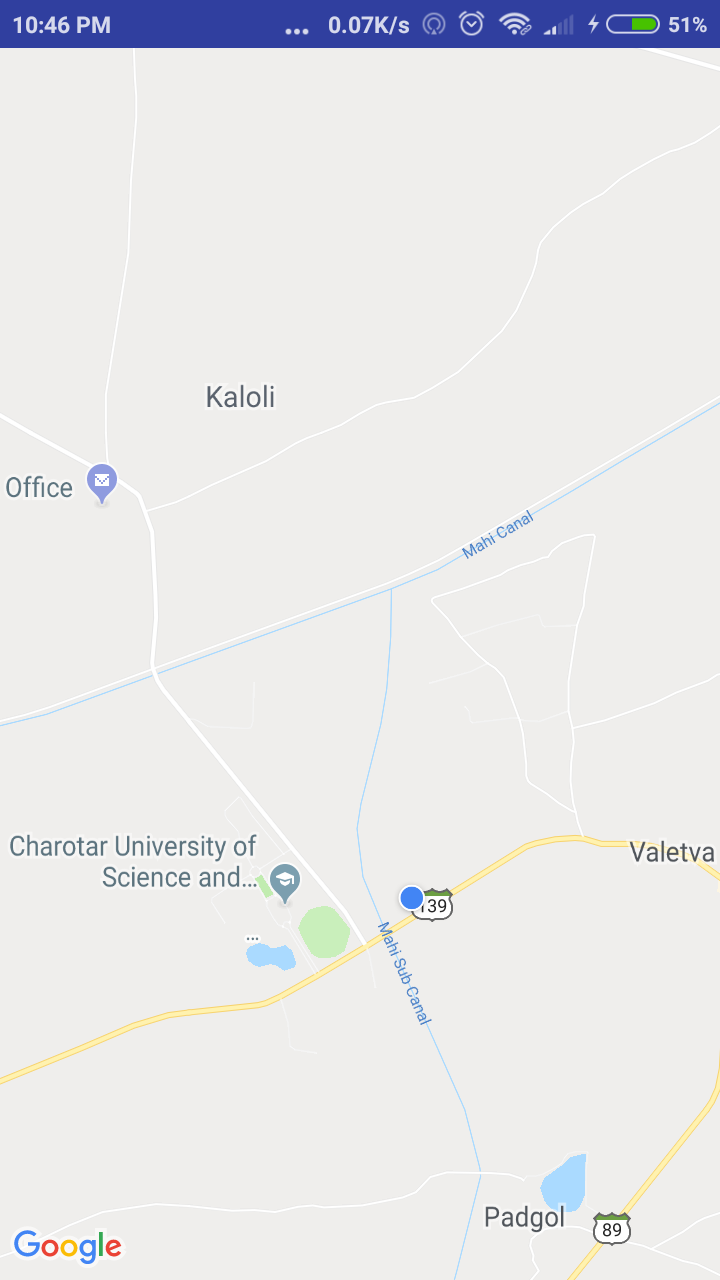 10:46 PM ... 0.07K/s 51%
Kaloli
Office
Mahi Canal
Charotar University of
Science and...
Valetva
139
...
Mahi Sub Canal
Padgol
89
Google